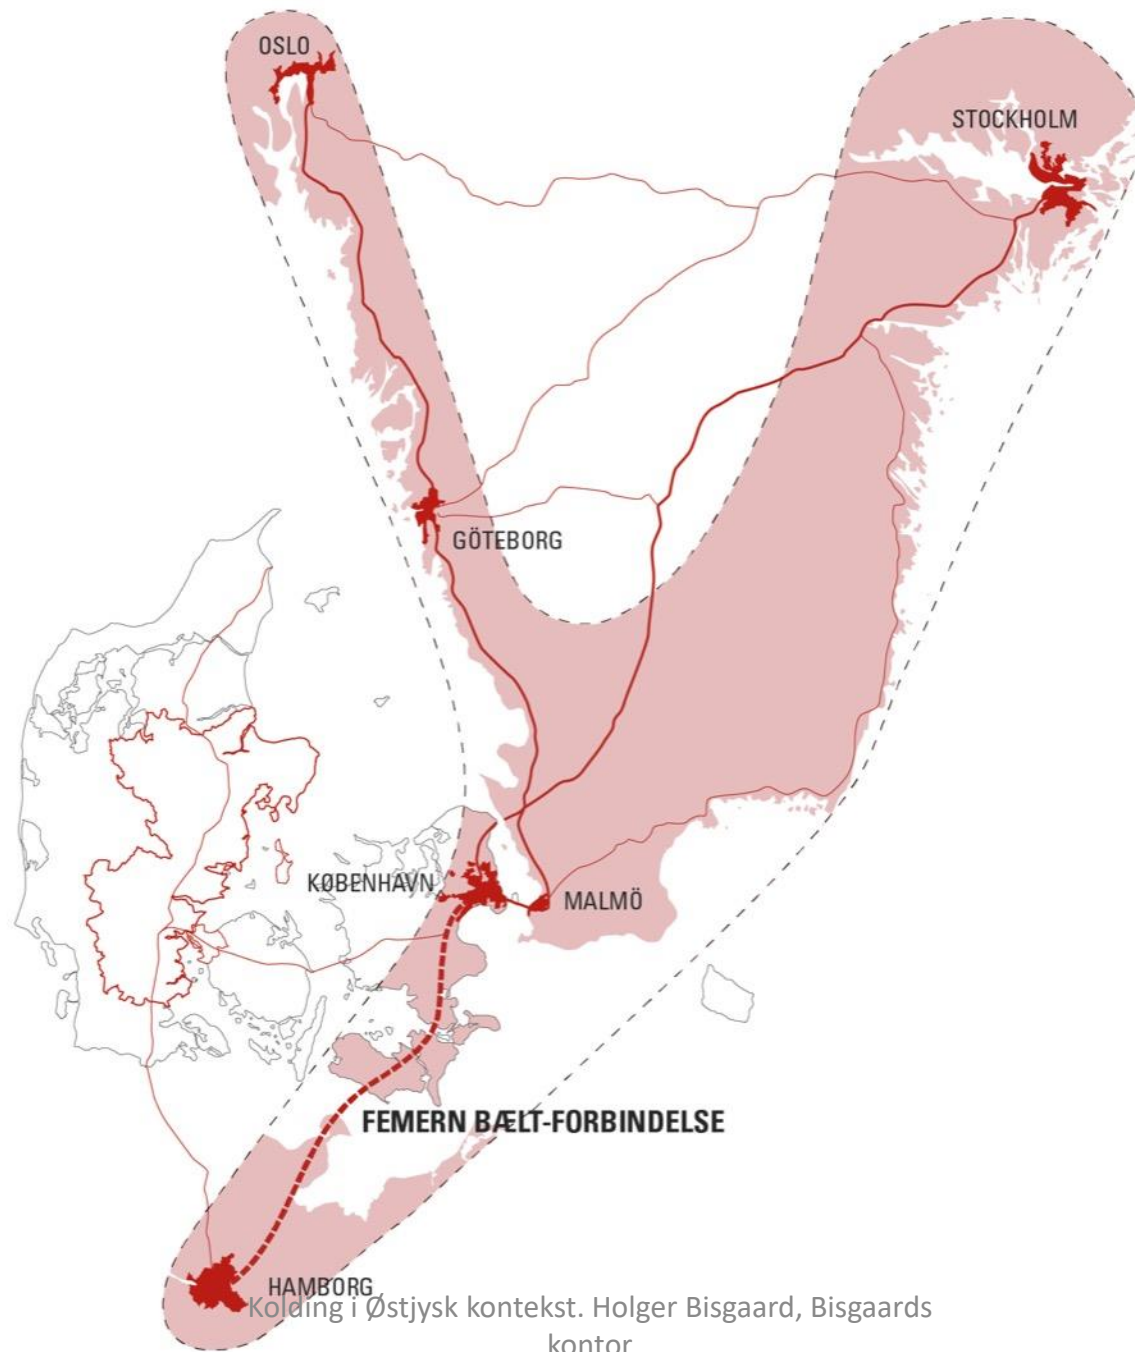 OSLO
STOCKHOLM
GÖTEBORG
KØBENHAVN
MALMÖ
FEMERN BÆLT-FORBINDELSE
HAMBORG
Kolding i Østjysk kontekst. Holger Bisgaard, Bisgaards
kontor